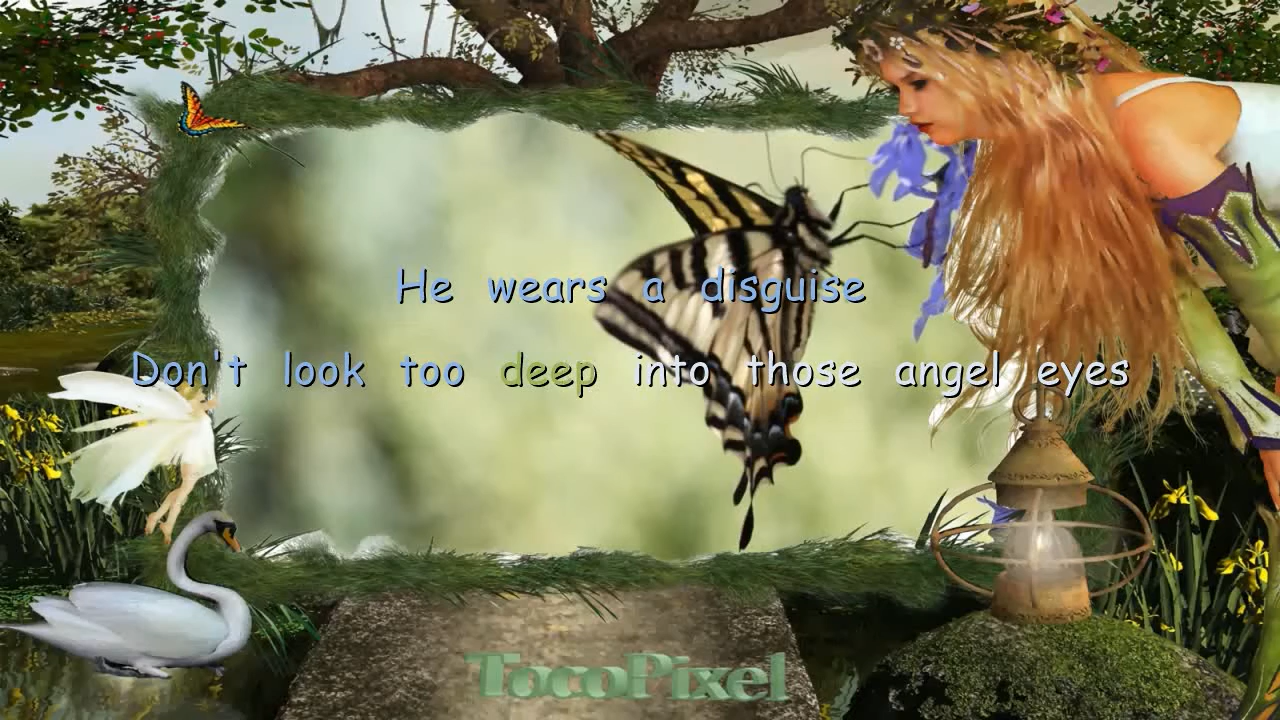 He wears a disguise
Don't look too deep into those angel eyes
TocoPixel